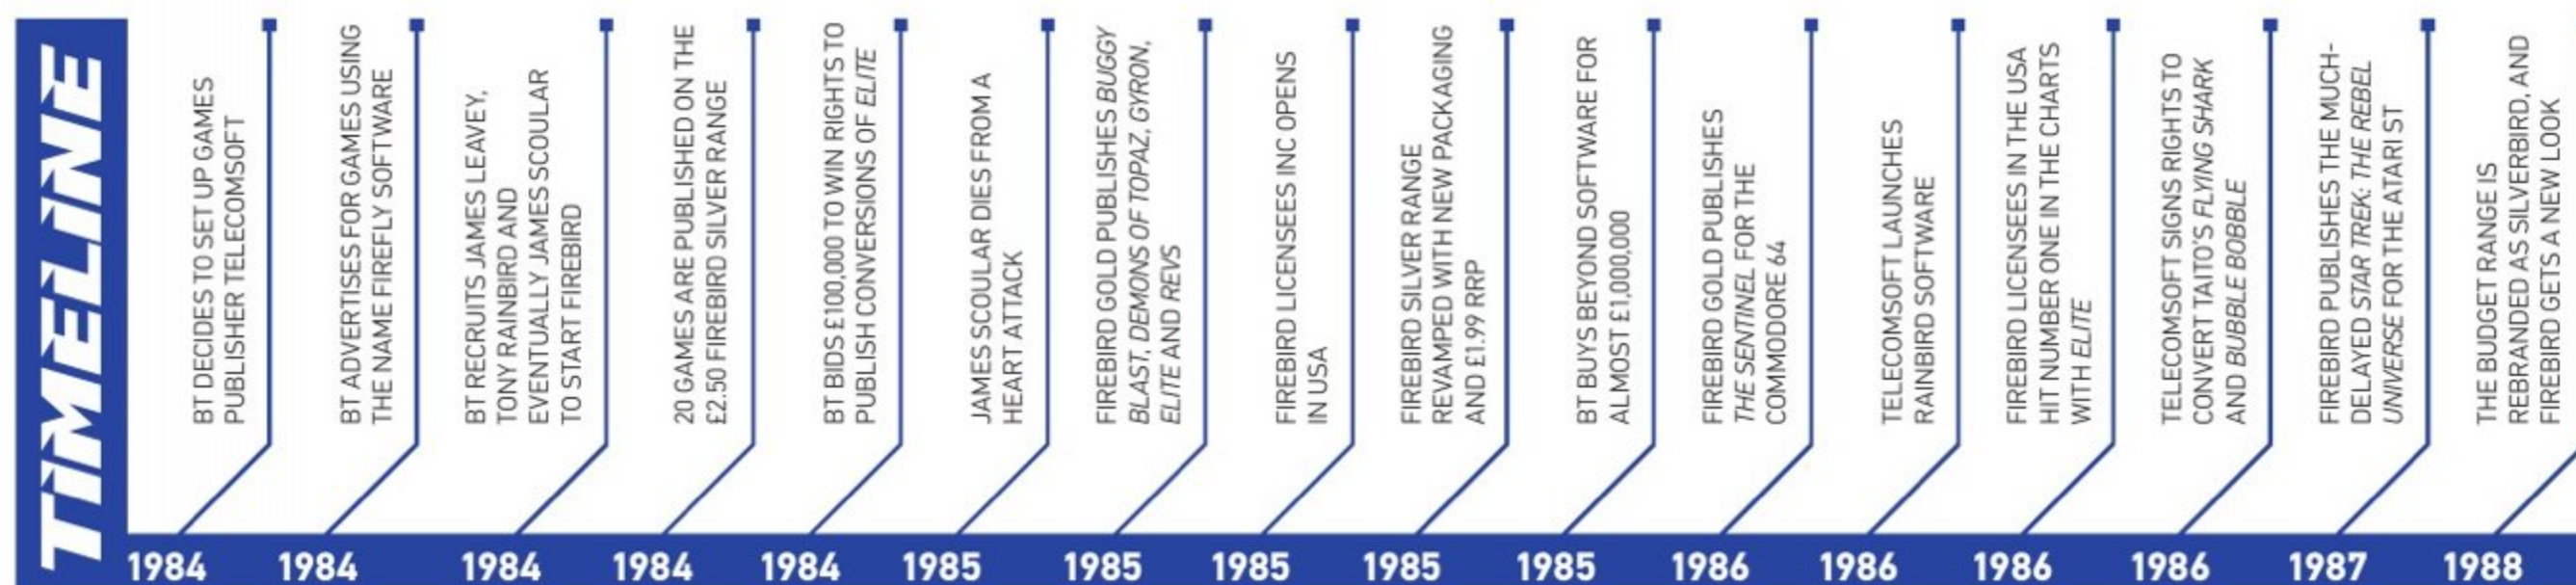 TiMELiNE
BT DECIDES TO SET UP GAMES
PUBLISHER TELECOMSOFT
1984
BT ADVERTISES FOR GAMES USING
THE NAME FIREFLY SOFTWARE
1984
BT RECRUITS JAMES LEAVEY,
TONY RAINBIRD AND
EVENTUALLY JAMES SCOULAR
TO START FIREBIRD
1984
20 GAMES ARE PUBLISHED ON THE
£2.50 FIREBIRD SILVER RANGE
1984
BT BIDS £100,000 TO WIN RIGHTS TO
PUBLISH CONVERSIONS OF ELITE
1984
JAMES SCOULAR DIES FROM A
HEART ATTACK
1985
FIREBIRD GOLD PUBLISHES BUGGY
BLAST, DEMONS OF TOPAZ, GYRON,
ELITE AND REVS
1985
FIREBIRD LICENSEES INC OPENS
IN USA
1985
FIREBIRD SILVER RANGE
REVAMPED WITH NEW PACKAGING
AND £1.99 RRP
1985
BT BUYS BEYOND SOFTWARE FOR
ALMOST £1,000,000
1985
FIREBIRD GOLD PUBLISHES
THE SENTINEL FOR THE
COMMODORE 64
1986
TELECOMSOFT LAUNCHES
RAINBIRD SOFTWARE
1986
FIREBIRD LICENSEES IN THE USA
HIT NUMBER ONE IN THE CHARTS
WITH ELITE
1986
TELECOMSOFT SIGNS RIGHTS TO
CONVERT TAITO'S FLYING SHARK
AND BUBBLE BOBBLE
1986
FIREBIRD PUBLISHES THE MUCH-
DELAYED STAR TREK: THE REBEL
UNIVERSE FOR THE ATARI ST
1987
THE BUDGET RANGE IS
REBRANDED AS SILVERBIRD, AND
FIREBIRD GETS A NEW LOOK
1988